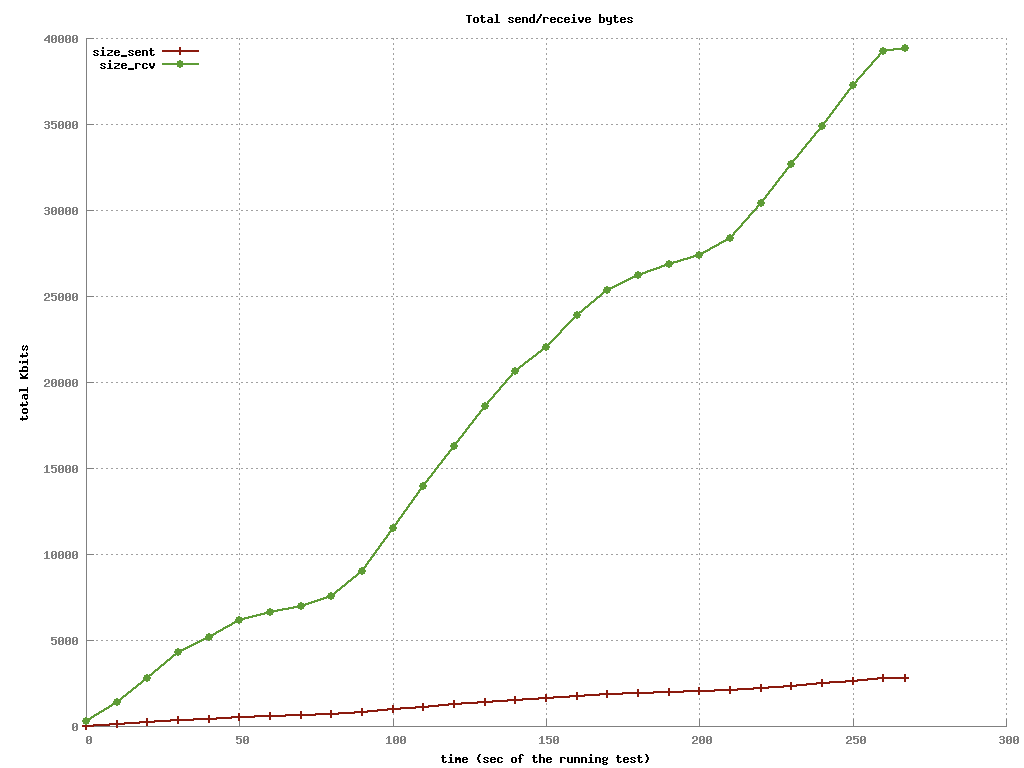 Total send/receive bytes
size_sent
size_rcv
40000
35000
30000
25000
20000
15000
10000
5000
0
total Kbits
0 50 100 150 200 250 300
time (sec of the running test)